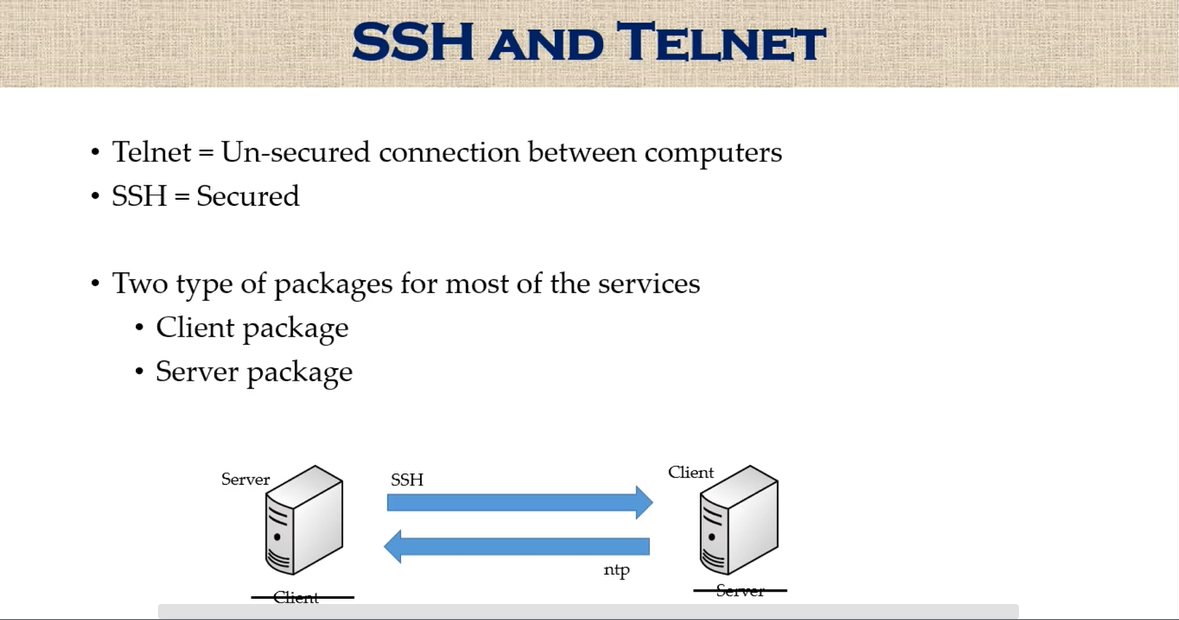 SSH AND TELNET
• Telnet = Un-secured connection between computers
• SSH = Secured
• Two type of packages for most of the services
• Client package
• Server package
Server
SSH
Client
ntp
Client
Server